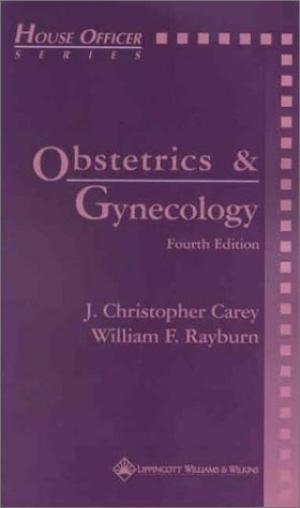 HOUSE OFFICER
SERIES
Obstetrics &
Gynecology
Fourth Edition
J. Christopher Carey
William F. Rayburn
LIPPINCOTT WILLIAMS & WILKINS